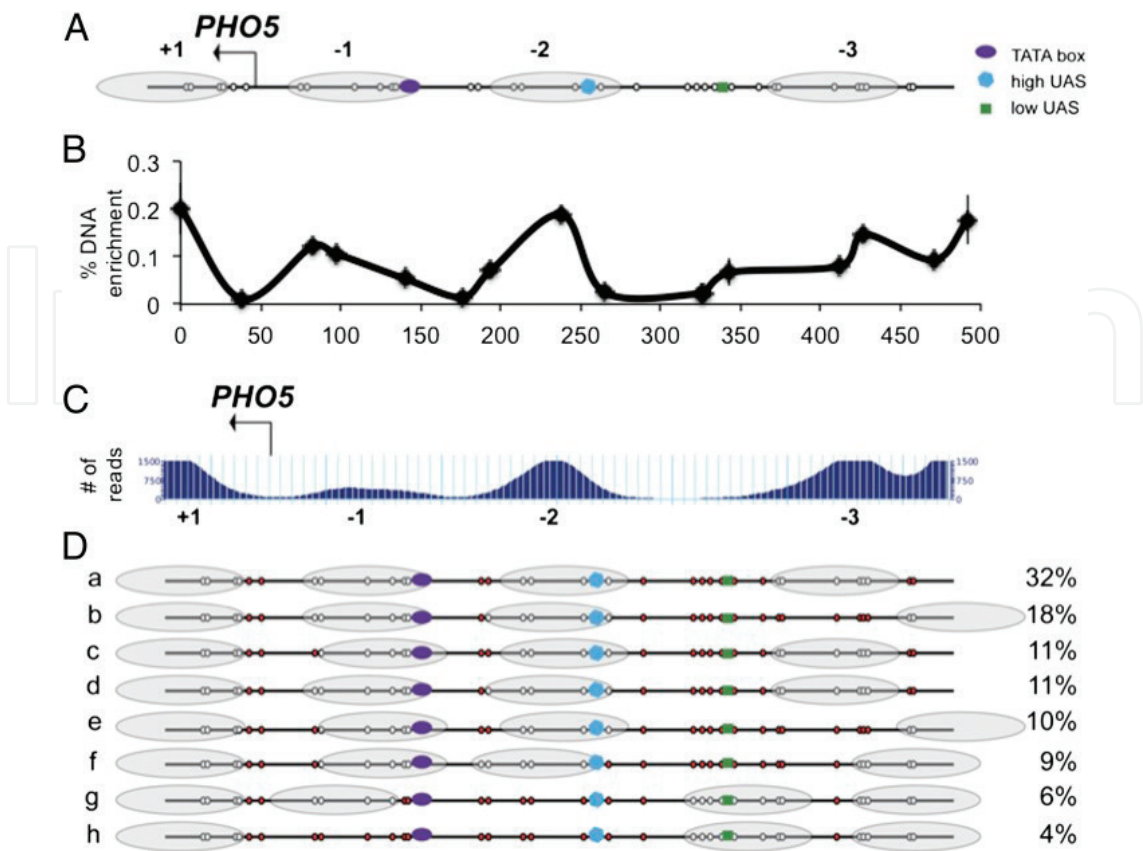 A
PHO5
+1 -1 -2 -3
TATA box
high UAS
low UAS
B
% DNA
enrichment
0.3
0.2
0.1
0
0 50 100 150 200 250 300 350 400 450 500
C
PHO5
# of
reads
1500 1500
750 750
0 0
+1 -1 -2 -3
D
a 32%
b 18%
c 11%
d 11%
e 10%
f 9%
g 6%
h 4%